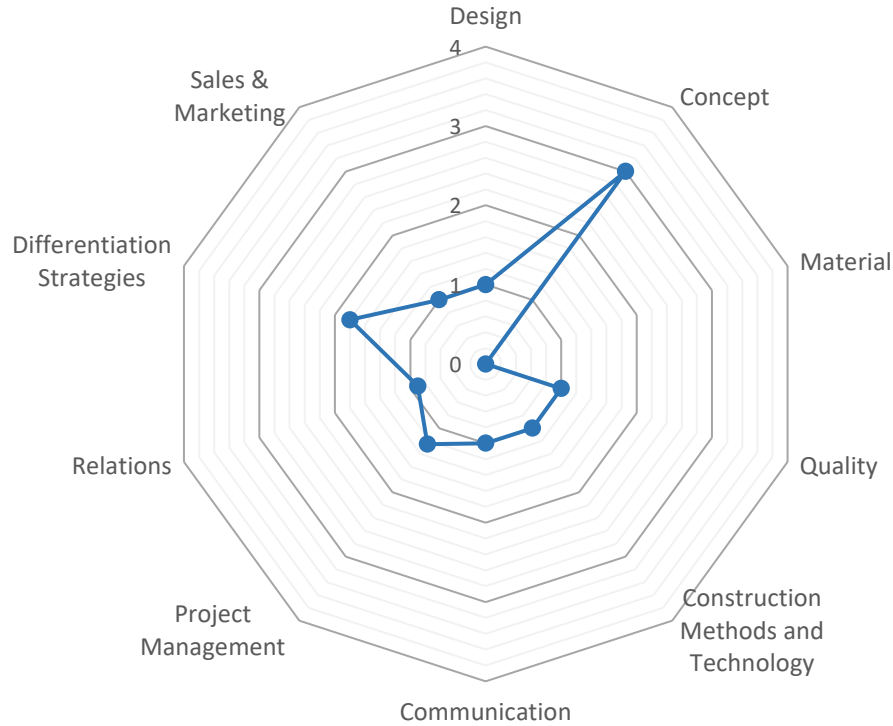 Design
4
Sales &
Marketing
Concept
3
2
Differentiation
Strategies
Material
1
0
Relations
Quality
Project
Management
Construction
Methods and
Technology
Communication